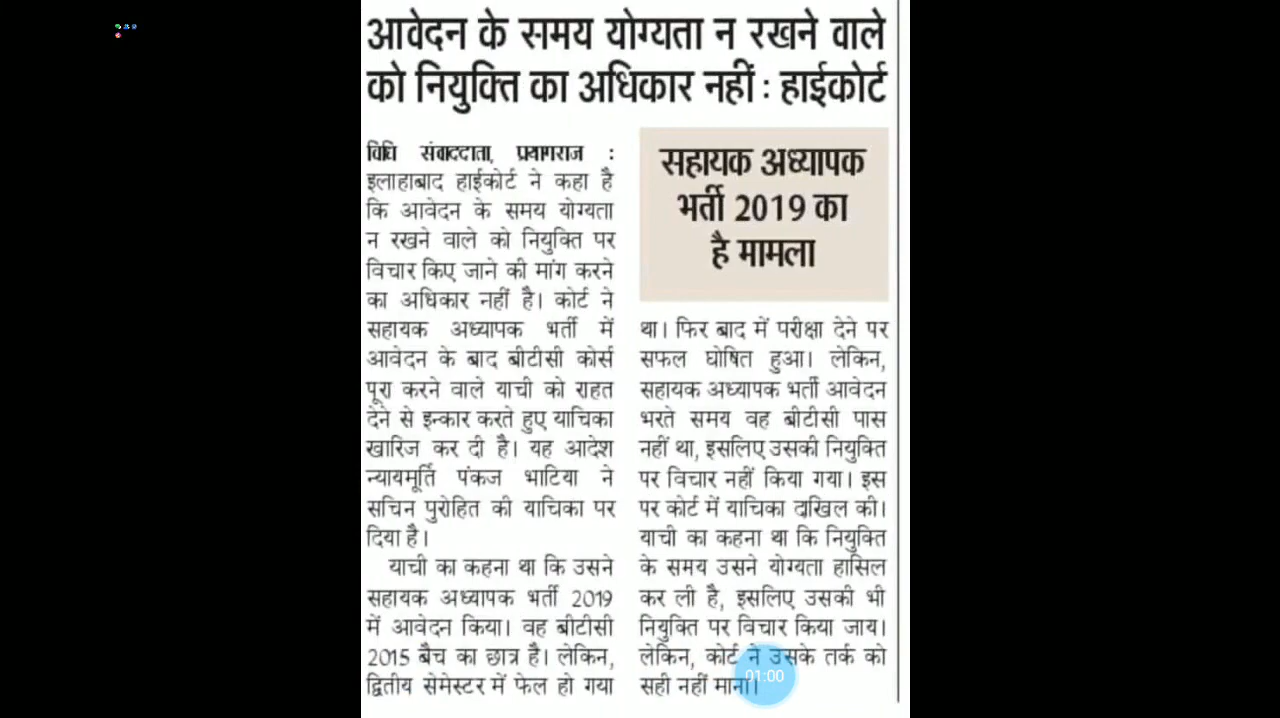 आवेदन के समय योग्यता न रखने वाले
को नियुक्ति का अधिकार नहीं : हाईकोर्ट
विधि संवाददाता, प्रयागराज :
इलाहाबाद हाईकोर्ट ने कहा है
कि आवेदन के समय योग्यता
न रखने वाले को नियुक्ति पर
विचार किए जाने की मांग करने
का अधिकार नहीं है। कोर्ट ने
सहायक अध्यापक भर्ती में
आवेदन के बाद बीटीसी कोर्स
पूरा करने वाले याची को राहत
देने से इन्कार करते हुए याचिका
खारिज कर दी है। यह आदेश
न्यायमूर्ति पंकज भाटिया ने
सचिन पुरोहित की याचिका पर
दिया है।
याची का कहना था कि उसने
सहायक अध्यापक भर्ती 2019
में आवेदन किया। वह बीटीसी
2015 बैच का छात्र है। लेकिन,
द्वितीय सेमेस्टर में फेल हो गया
सहायक अध्यापक
भर्ती 2019 का
है मामला
था। फिर बाद में परीक्षा देने पर
सफल घोषित हुआ। लेकिन,
सहायक अध्यापक भर्ती आवेदन
भरते समय वह बीटीसी पास
नहीं था, इसलिए उसकी नियुक्ति
पर विचार नहीं किया गया। इस
पर कोर्ट में याचिका दाखिल की।
याची का कहना था कि नियुक्ति
के समय उसने योग्यता हासिल
कर ली है, इसलिए उसकी भी
नियुक्ति पर विचार किया जाय।
लेकिन, कोर्ट ने उसके तर्क को
सही नहीं माना।
01:00